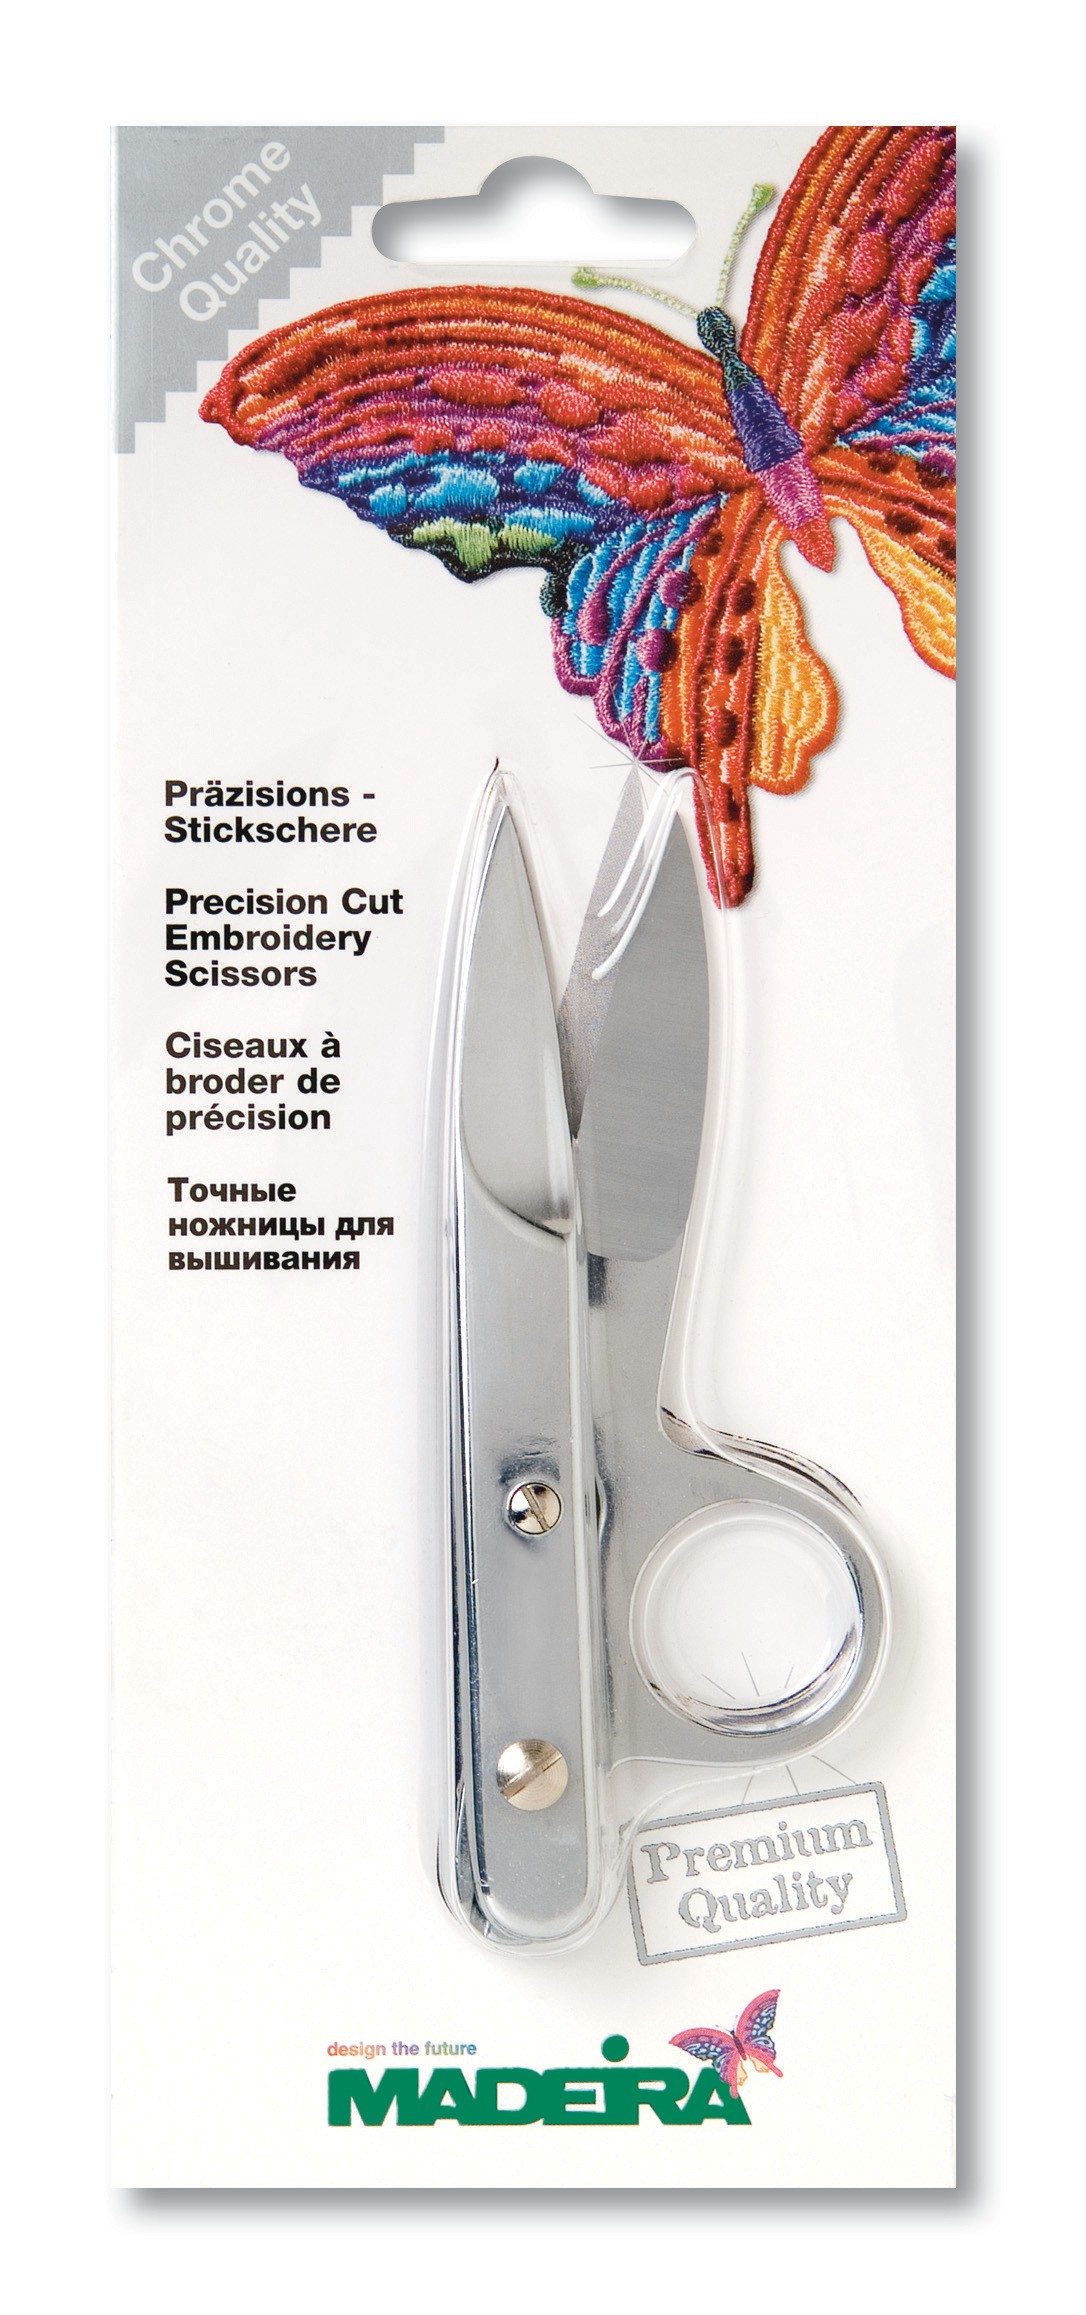 Chrome
Quality
Präzisions -
Stickschere
Precision Cut
Embroidery
Scissors
Ciseaux à
broder de
précision
Точные
ножницы для
вышивания
Premium
Quality
design the future
MADEIRA